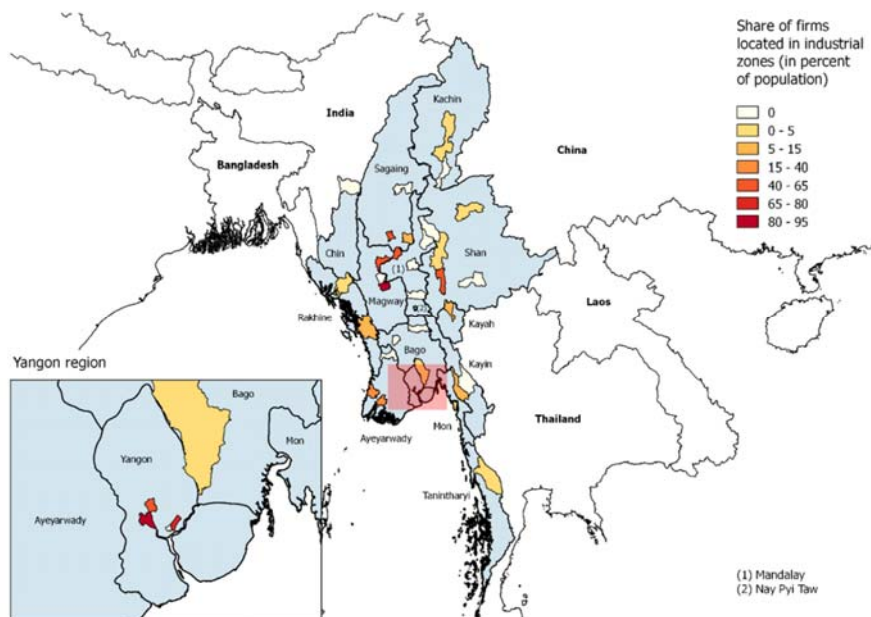 Share of firms
located in industrial
zones (in percent
of population)
0
0 - 5
5 - 15
15 - 40
40 - 65
65 - 80
80 - 95
Kachin
India
China
Bangladesh
Sagaing
Chin
Shan
(1)
Magway
(2)
Laos
Rakhine
Kayah
Bago
Kayin
Yangon region
Thailand
Ayeyarwady
Mon
Tanintharyi
Bago
Mon
Yangon
Ayeyarwady
(1) Mandalay
(2) Nay Pyi Taw